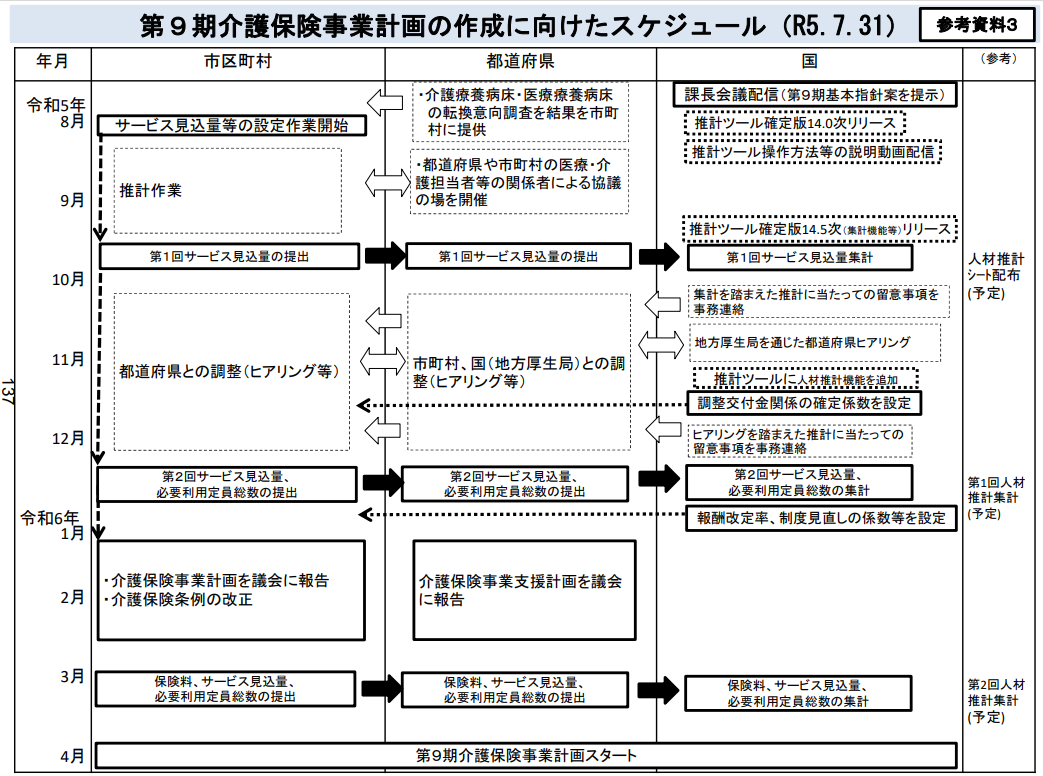 第９期介護保険事業計画の作成に向けたスケジュール（R5.7.31）
参考資料3
年月
市区町村
都道府県
国
（参考）
令和5年
8月
サービス見込量等の設定作業開始
・介護療養病床・医療療養病床
の転換意向調査を結果を市町
村に提供
課長会議配信（第９期基本指針案を提示）
推計ツール確定版14.0次リリース
推計ツール操作方法等の説明動画配信
9月
推計作業
・都道府県や市町村の医療・介
護担当者等の関係者による協議
の場を開催
推計ツール確定版14.5次（集計機能等）リリース
第1回サービス見込量の提出
第1回サービス見込量の提出
第1回サービス見込量集計
人材推計
シート配布
(予定)
10月
集計を踏まえた推計に当たっての留意事項を
事務連絡
11月
都道府県との調整（ヒアリング等）
市町村、国（地方厚生局）との調
整（ヒアリング等）
地方厚生局を通じた都道府県ヒアリング
推計ツールに人材推計機能を追加
調整交付金関係の確定係数を設定
12月
ヒアリングを踏まえた推計に当たっての
留意事項を事務連絡
第２回サービス見込量、
必要利用定員総数の提出
第２回サービス見込量、
必要利用定員総数の提出
第２回サービス見込量、
必要利用定員総数の集計
第1回人材
推計集計
(予定)
令和6年
1月
報酬改定率、制度見直しの係数等を設定
2月
・介護保険事業計画を議会に報告
・介護保険条例の改正
介護保険事業支援計画を議会
に報告
3月
保険料、サービス見込量、
必要利用定員総数の提出
保険料、サービス見込量、
必要利用定員総数の提出
保険料、サービス見込量、
必要利用定員総数の集計
第2回人材
推計集計
(予定)
4月
第９期介護保険事業計画スタート
137